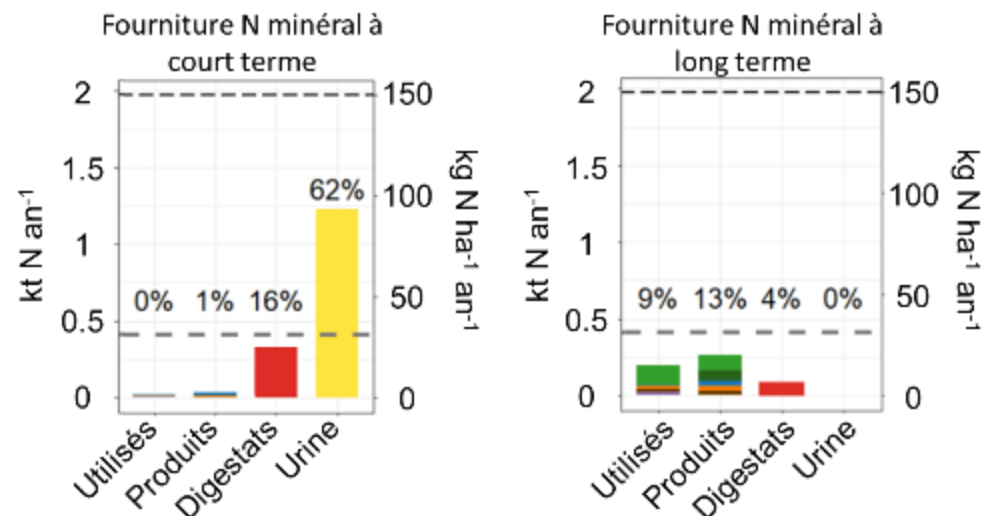 Fourniture N minéral à
court terme
2
1.5
1
0.5
0
kt N an⁻¹
150
100
50
0
kg N ha⁻¹ an⁻¹
0%
1%
16%
62%
Utilisés
Produits
Digestats
Urine
Fourniture N minéral à
long terme
2
1.5
1
0.5
0
kt N an⁻¹
150
100
50
0
kg N ha⁻¹ an⁻¹
9%
13%
4%
0%
Utilisés
Produits
Digestats
Urine